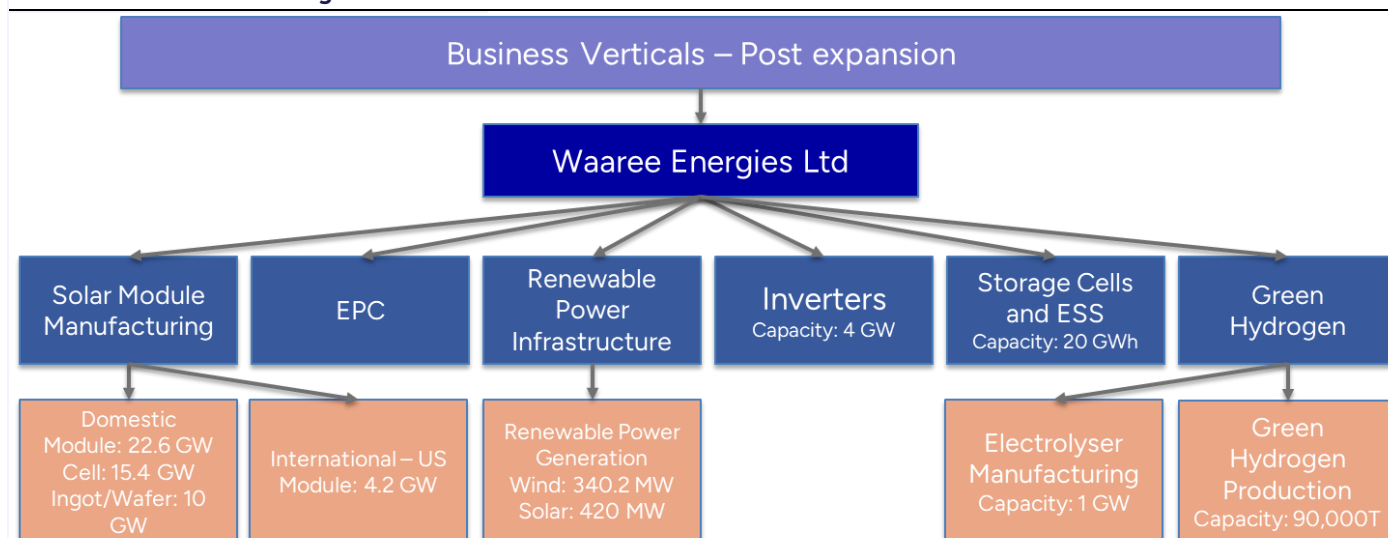 Business Verticals – Post expansion
Waaree Energies Ltd
Solar Module
Manufacturing
EPC
Renewable
Power
Infrastructure
Inverters
Capacity: 4 GW
Storage Cells
and ESS
Capacity: 20 GWh
Green
Hydrogen
Domestic
Module: 22.6 GW
Cell: 15.4 GW
Ingot/Wafer: 10
GW
International – US
Module: 4.2 GW
Renewable Power
Generation
Wind: 340.2 MW
Solar: 420 MW
Electrolyser
Manufacturing
Capacity: 1 GW
Green
Hydrogen
Production
Capacity: 90,000T